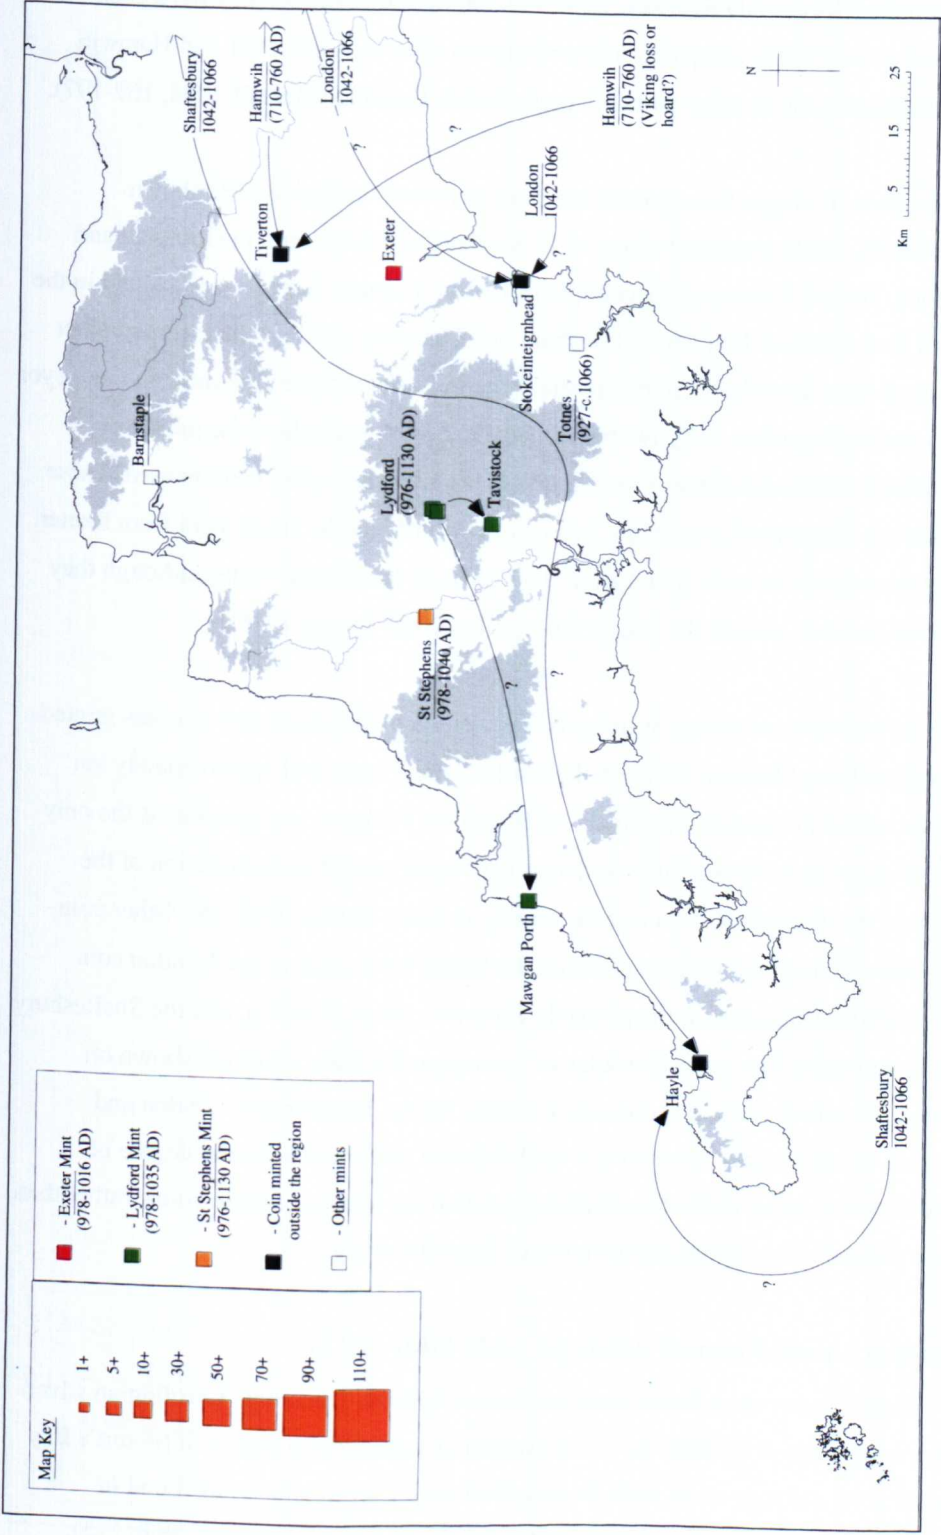 Map Key
1+
5+
10+
30+
50+
70+
90+
110+
- Exeter Mint
(978-1016 AD)
- Lydford Mint
(978-1035 AD)
- St Stephens Mint
(976-1130 AD)
- Coin minted
outside the region
- Other mints
Shaftesbury
1042-1066
Hamwih
(710-760 AD)
London
1042-1066
?
?
Barnstaple
Tiverton
?
?
Hamwih
(710-760 AD)
(Viking loss or
hoard?)
Exeter
London
1042-1066
?
Stokeinteignhead
Totnes
(927-c.1066)
Lydford
(976-1130 AD)
Tavistock
St Stephens
(978-1040 AD)
?
?
Mawgan Porth
Hayle
Shaftesbury
1042-1066
?
N
Km
5
15
25